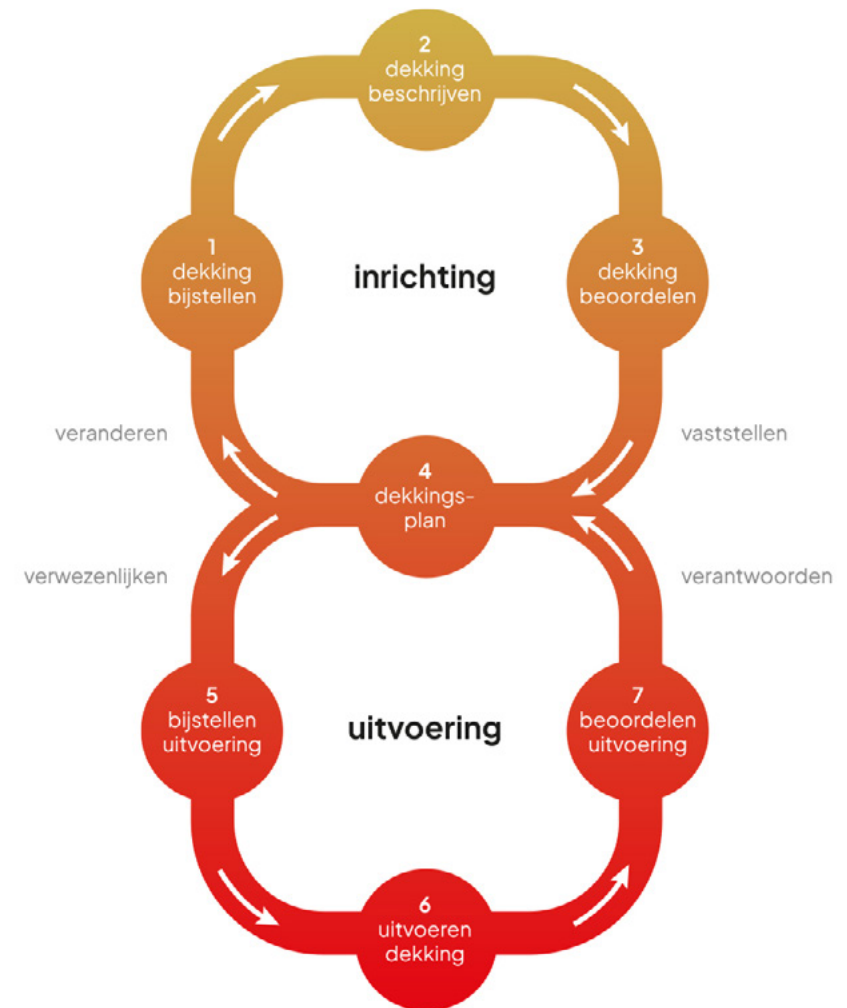 2
dekking
beschrijven
1
dekking
bijstellen
inrichting
3
dekking
beoordelen
veranderen
vaststellen
4
dekkings-
plan
verwezenlijken
verantwoorden
5
bijstellen
uitvoering
uitvoering
7
beoordelen
uitvoering
6
uitvoeren
dekking